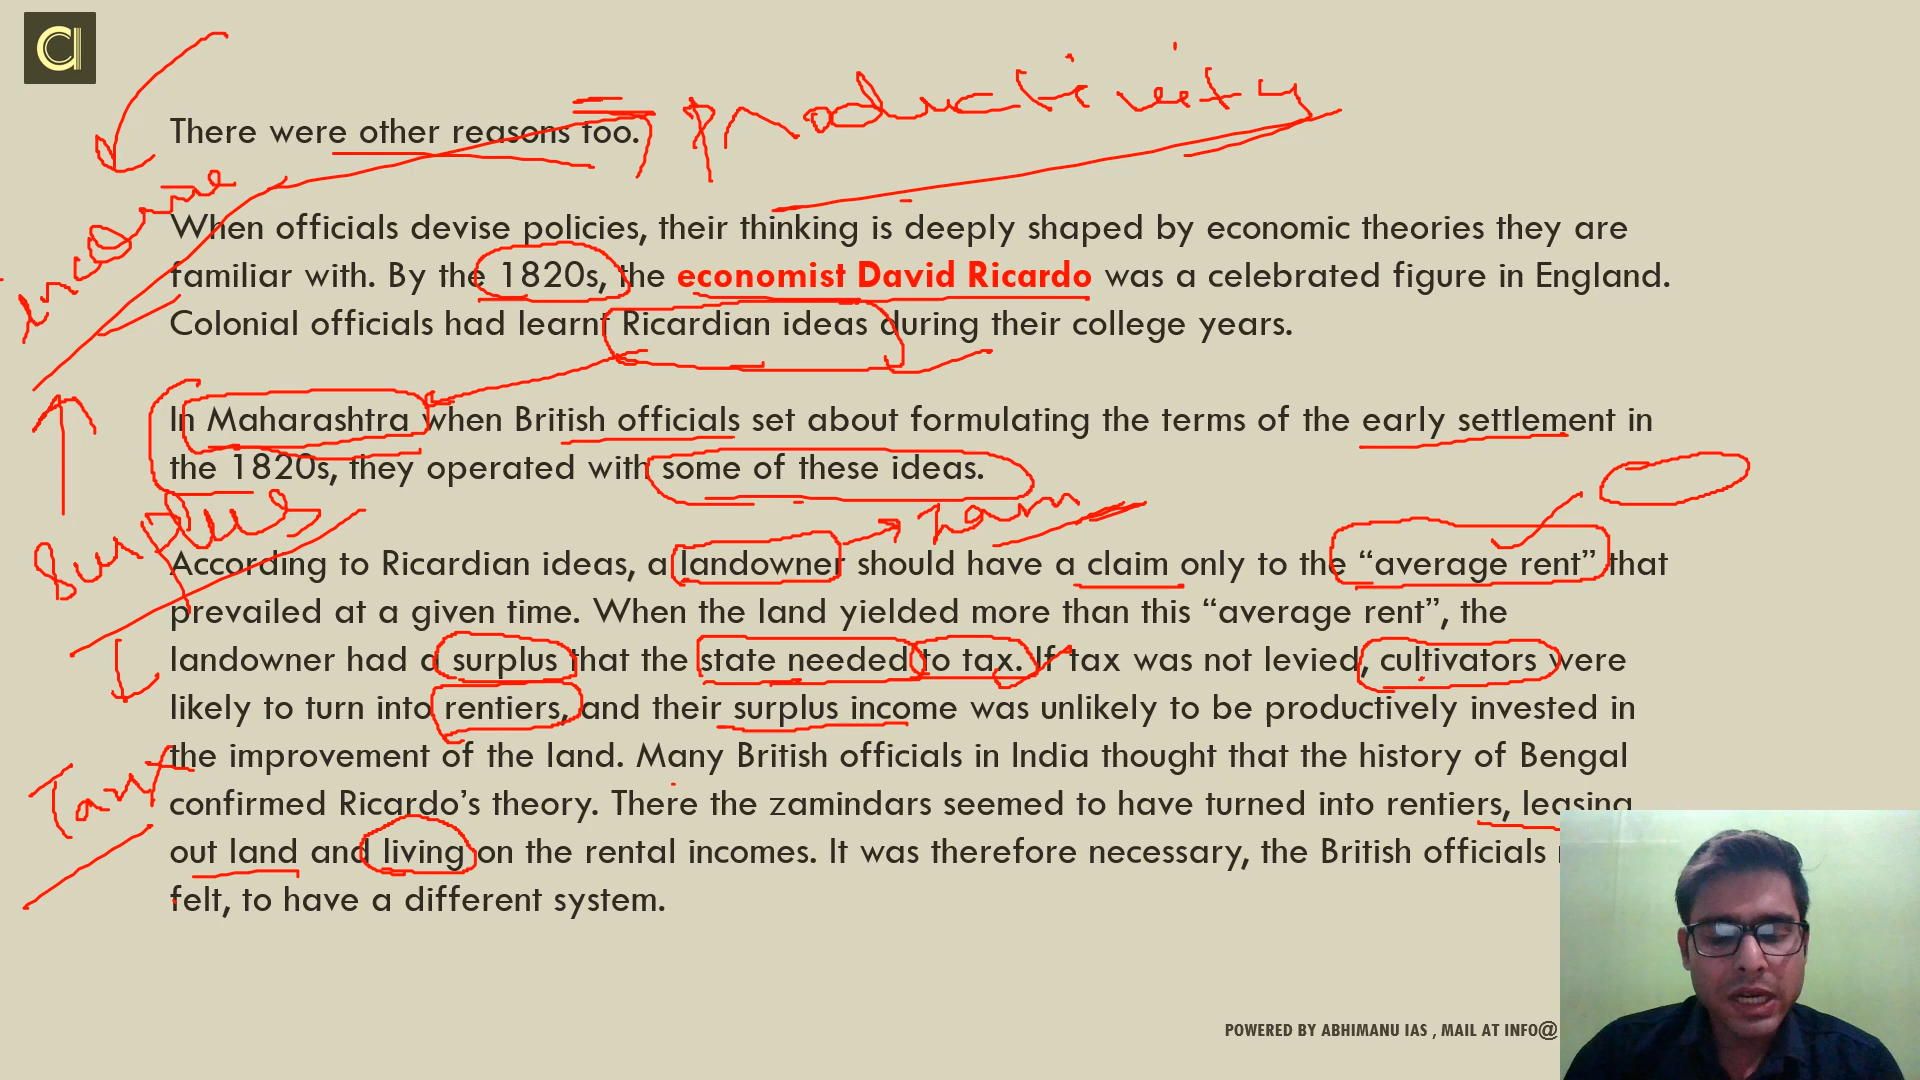 There were other reasons too.
productivity
Income
When officials devise policies, their thinking is deeply shaped by economic theories they are
familiar with. By the 1820s, the economist David Ricardo was a celebrated figure in England.
Colonial officials had learnt Ricardian ideas during their college years.
In Maharashtra when British officials set about formulating the terms of the early settlement in
the 1820s, they operated with some of these ideas.
Surplus
Zam
According to Ricardian ideas, a landowner should have a claim only to the “average rent” that
prevailed at a given time. When the land yielded more than this “average rent”, the
landowner had a surplus that the state needed to tax. If tax was not levied, cultivators were
likely to turn into rentiers, and their surplus income was unlikely to be productively invested in
the improvement of the land. Many British officials in India thought that the history of Bengal
Tax
confirmed Ricardo’s theory. There the zamindars seemed to have turned into rentiers, leasing
out land and living on the rental incomes. It was therefore necessary, the British officials
felt, to have a different system.
POWERED BY ABHIMANU IAS , MAIL AT INFO@